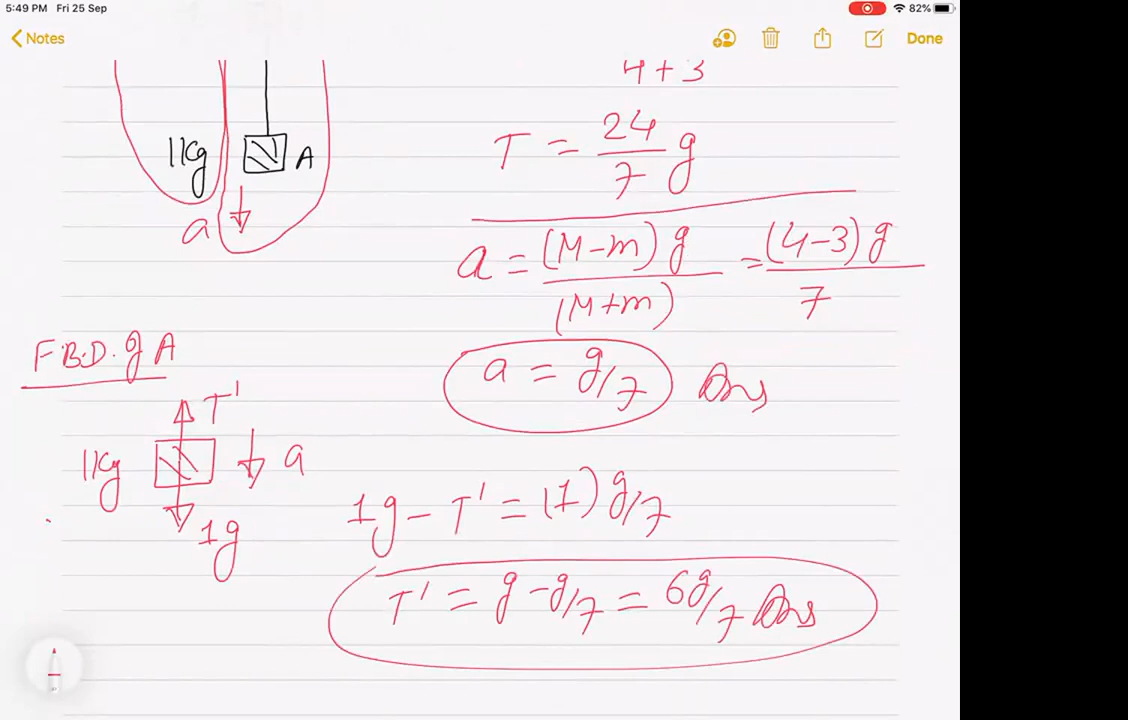 5:49 PM Fri 25 Sep
82%
Notes
Done
4 + 3
1kg
A
a
T = 24/7 g
a = (M-m)g/(M+m) = (4-3)g/7
a = g/7 Ans
F.B.D. of A
T'
1kg
a
1g
1g - T' = (1) g/7
T' = g - g/7 = 6g/7 Ans